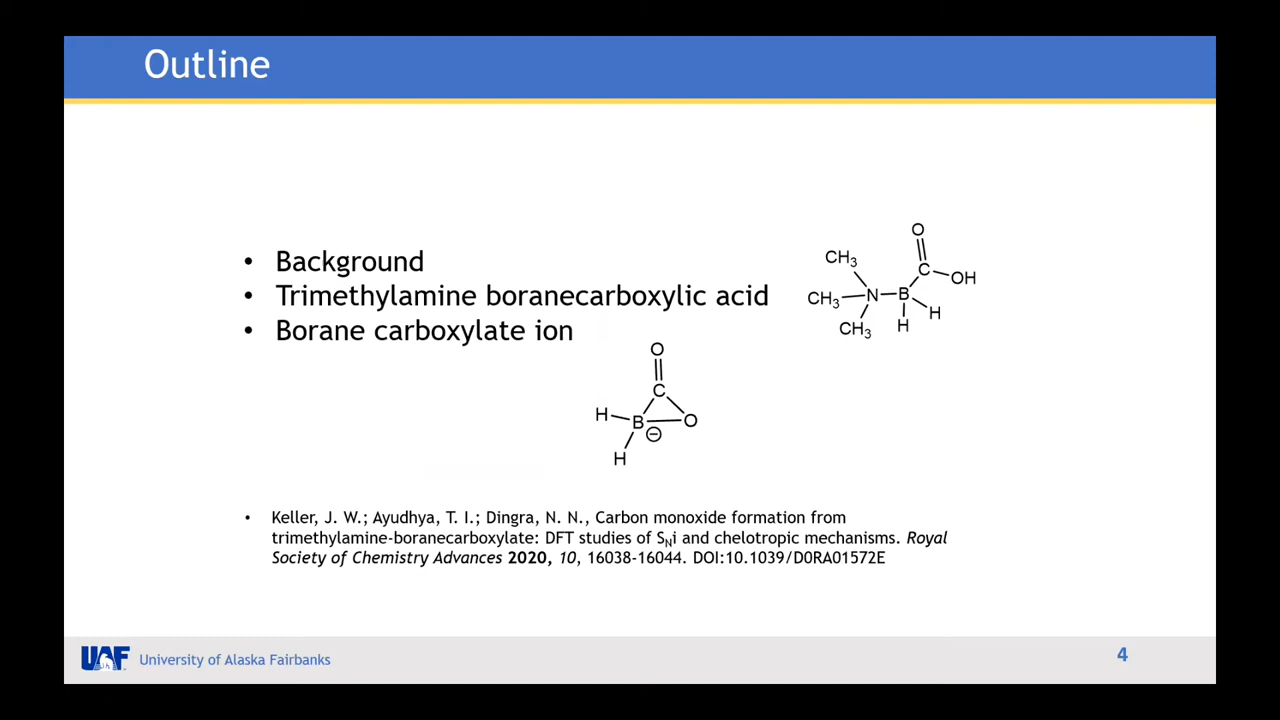 Outline
• Background
• Trimethylamine boranecarboxylic acid
• Borane carboxylate ion
O
CH₃
C
OH
CH₃
N
B
H
CH₃
H
O
C
H
B
O
⊖
H
• Keller, J. W.; Ayudhya, T. I.; Dingra, N. N., Carbon monoxide formation from
trimethylamine-boranecarboxylate: DFT studies of SNi and chelotropic mechanisms. Royal
Society of Chemistry Advances 2020, 10, 16038-16044. DOI:10.1039/D0RA01572E
UAF
University of Alaska Fairbanks
4